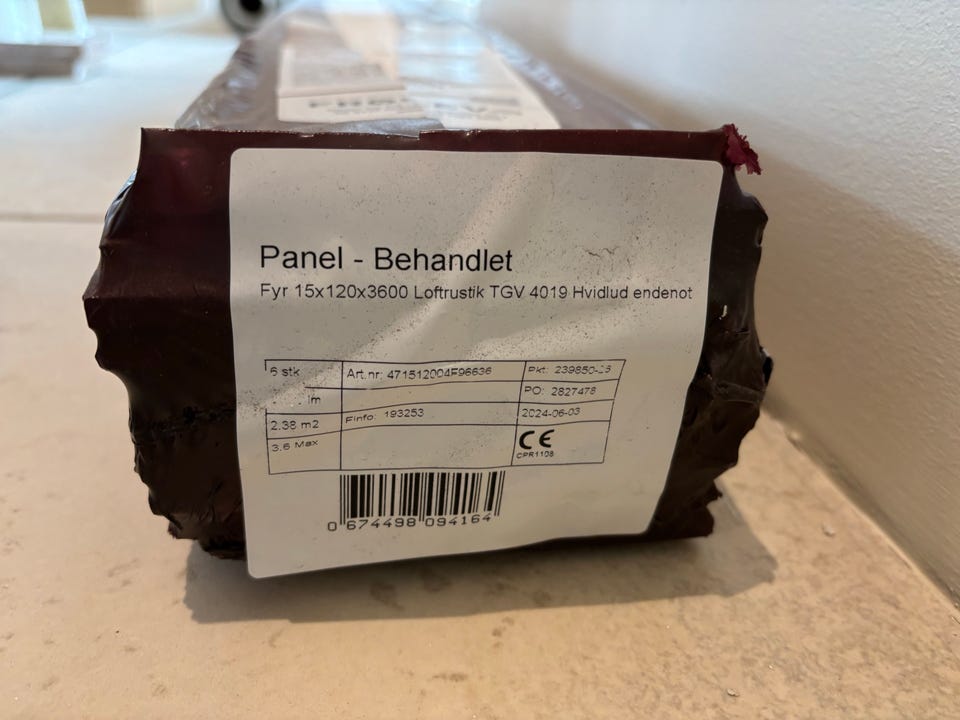 Panel - Behandlet
Fyr 15x120x3600 Loftrustik TGV 4019 Hvidlud endenot
6 stk
Art.nr: 471512004F96636
Pkt: 239850-
lm
PO: 2827478
2.38 m2
Finfo: 193253
2024-06-03
3.6 Max
CE
CPR1108
0 674498 094164